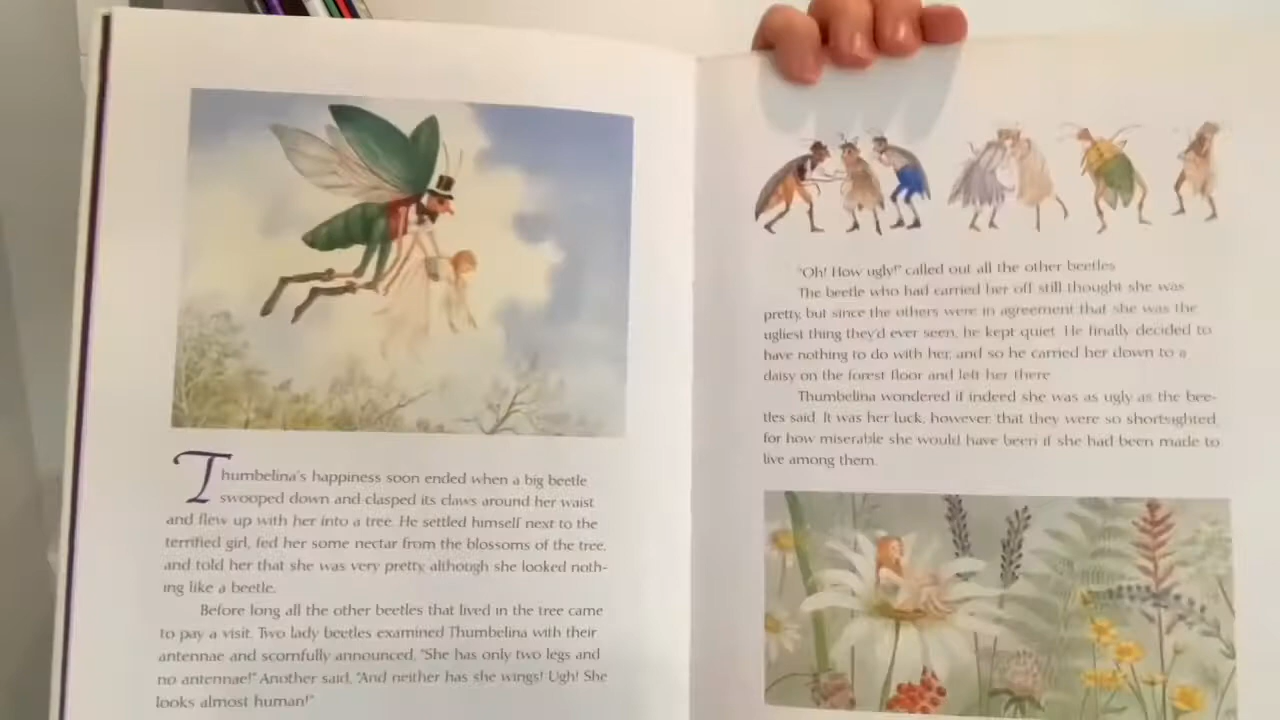 Thumbelina's happiness soon ended when a big beetle
swooped down and clasped its claws around her waist
and flew up with her into a tree. He settled himself next to the
terrified girl, fed her some nectar from the blossoms of the tree,
and told her that she was very pretty, although she looked noth-
ing like a beetle.
Before long all the other beetles that lived in the tree came
to pay a visit. Two lady beetles examined Thumbelina with their
antennae and scornfully announced, "She has only two legs and
no antennae!" Another said, "And neither has she wings! Ugh! She
looks almost human!"
"Oh! How ugly!" called out all the other beetles.
The beetle who had carried her off still thought she was
pretty, but since the others were in agreement that she was the
ugliest thing they'd ever seen, he kept quiet. He finally decided to
have nothing to do with her, and so he carried her down to a
daisy on the forest floor and left her there.
Thumbelina wondered if indeed she was as ugly as the bee-
tles said. It was her luck, however, that they were so shortsighted,
for how miserable she would have been if she had been made to
live among them.